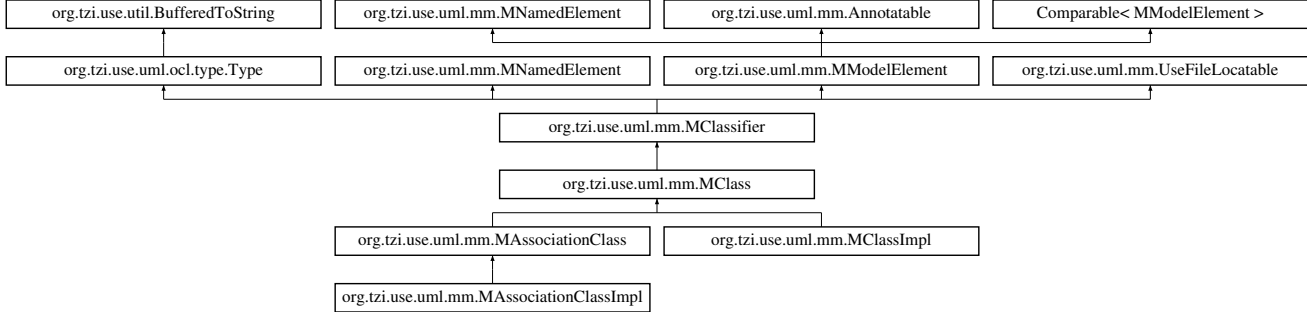 org.tzi.use.util.BufferedToString
org.tzi.use.uml.mm.MNamedElement
org.tzi.use.uml.mm.Annotatable
Comparable< MModelElement >
org.tzi.use.uml.ocl.type.Type
org.tzi.use.uml.mm.MNamedElement
org.tzi.use.uml.mm.MModelElement
org.tzi.use.uml.mm.UseFileLocatable
org.tzi.use.uml.mm.MClassifier
org.tzi.use.uml.mm.MClass
org.tzi.use.uml.mm.MAssociationClass
org.tzi.use.uml.mm.MClassImpl
org.tzi.use.uml.mm.MAssociationClassImpl